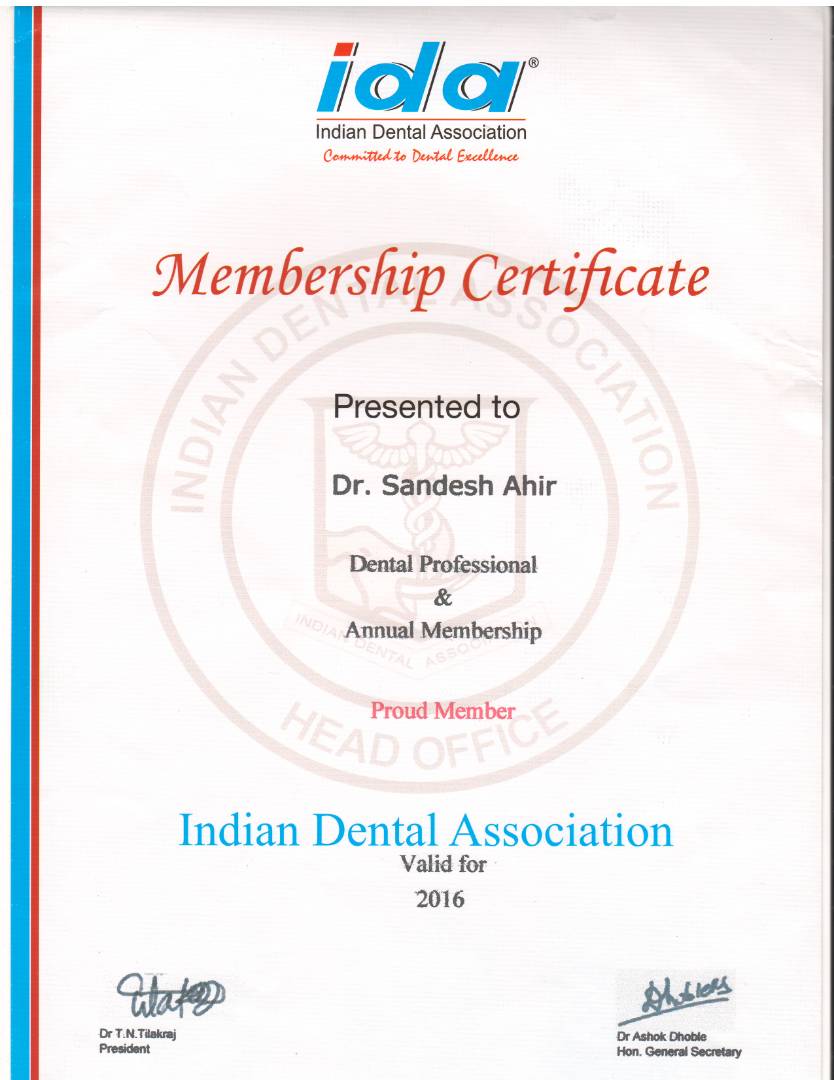 ida®
Indian Dental Association
Committed to Dental Excellence
Membership Certificate
INDIAN DENTAL ASSOCIATION
Presented to
Dr. Sandesh Ahir
Dental Professional
&
Annual Membership
INDIAN DENTAL ASSOCIATION
Proud Member
HEAD OFFICE
Indian Dental Association
Valid for
2016
Dr T.N.Tilakraj
President
Dr Ashok Dhoble
Hon. General Secretary